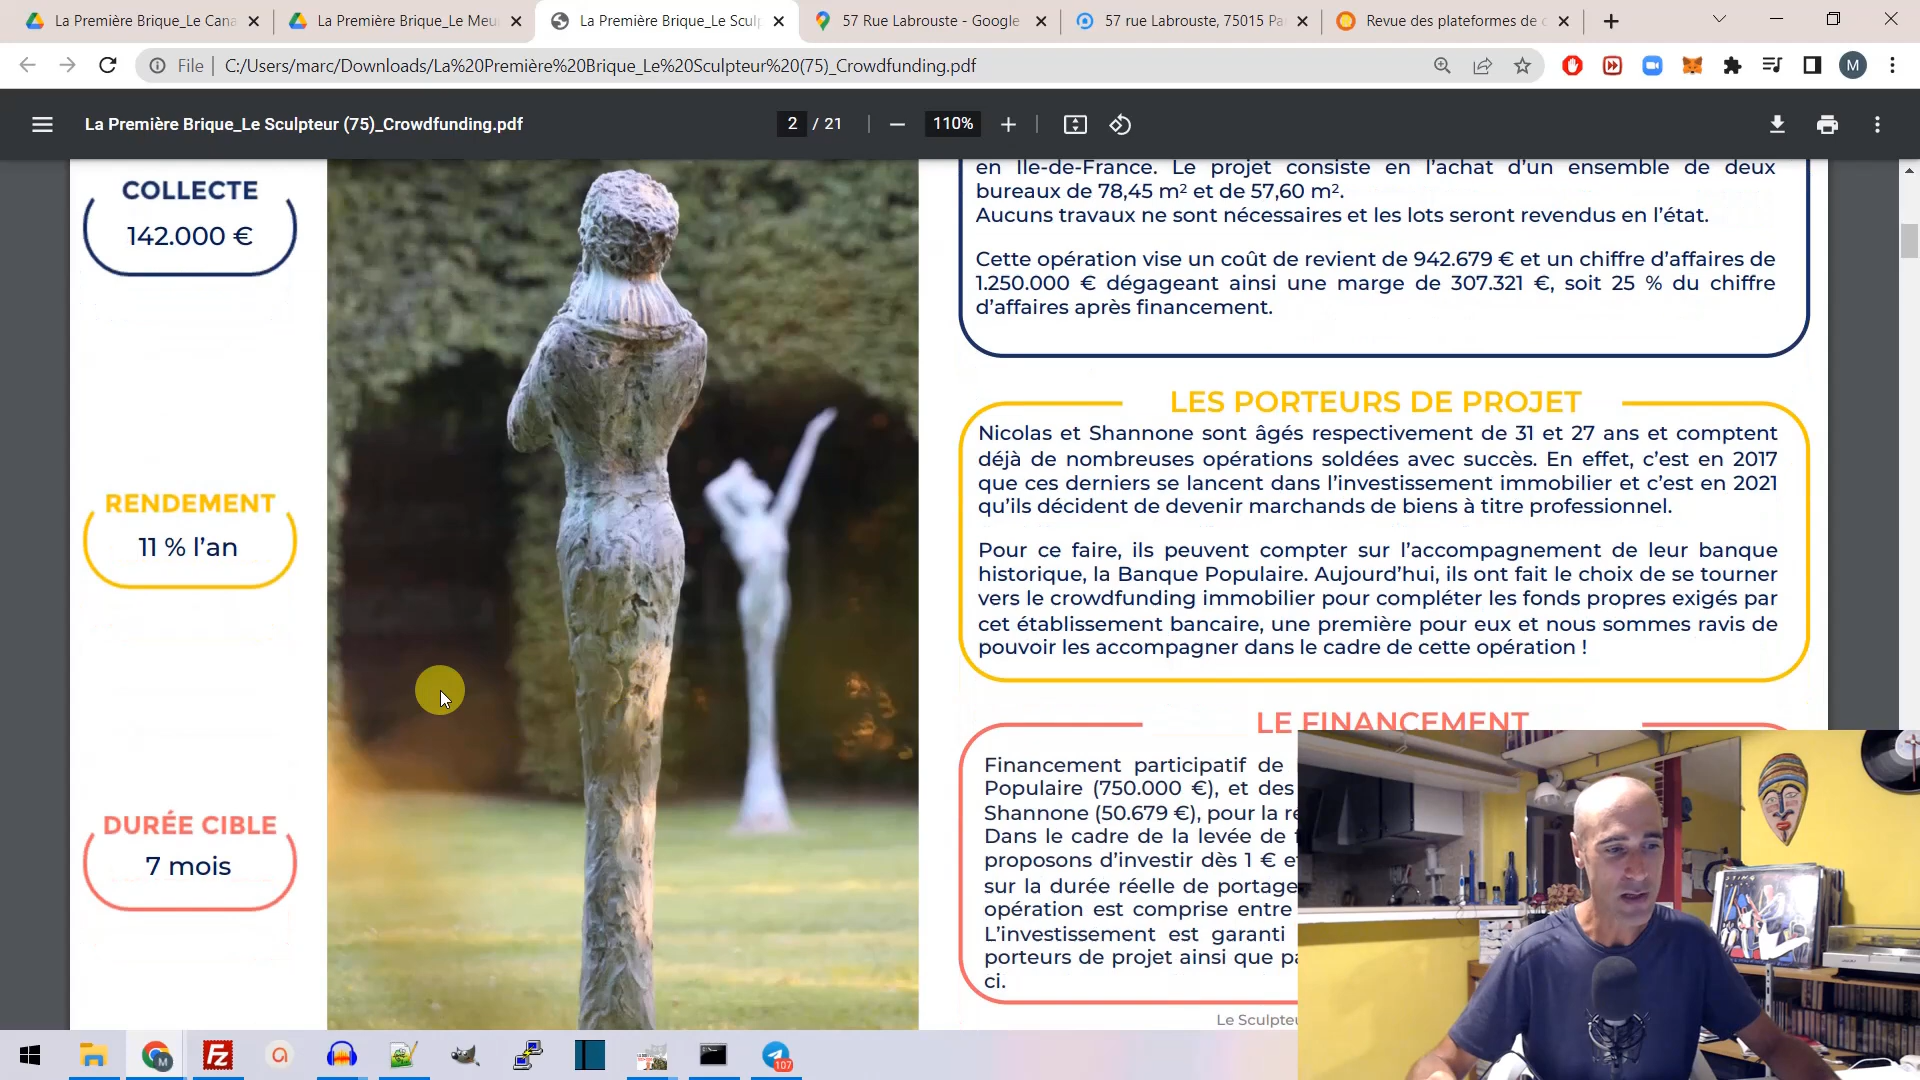 La Première Brique_Le Cana
La Première Brique_Le Meu
La Première Brique_Le Sculp
57 Rue Labrouste - Google
57 rue Labrouste, 75015 Pa
Revue des plateformes de c
File
C:/Users/marc/Downloads/La%20Première%20Brique_Le%20Sculpteur%20(75)_Crowdfunding.pdf
M
La Première Brique_Le Sculpteur (75)_Crowdfunding.pdf
2 / 21
110%
COLLECTE
142.000 €
RENDEMENT
11 % l’an
DURÉE CIBLE
7 mois
en Ile-de-France. Le projet consiste en l’achat d’un ensemble de deux
bureaux de 78,45 m² et de 57,60 m².
Aucuns travaux ne sont nécessaires et les lots seront revendus en l’état.
Cette opération vise un coût de revient de 942.679 € et un chiffre d’affaires de
1.250.000 € dégageant ainsi une marge de 307.321 €, soit 25 % du chiffre
d’affaires après financement.
LES PORTEURS DE PROJET
Nicolas et Shannone sont âgés respectivement de 31 et 27 ans et comptent
déjà de nombreuses opérations soldées avec succès. En effet, c’est en 2017
que ces derniers se lancent dans l’investissement immobilier et c’est en 2021
qu’ils décident de devenir marchands de biens à titre professionnel.
Pour ce faire, ils peuvent compter sur l’accompagnement de leur banque
historique, la Banque Populaire. Aujourd’hui, ils ont fait le choix de se tourner
vers le crowdfunding immobilier pour compléter les fonds propres exigés par
cet établissement bancaire, une première pour eux et nous sommes ravis de
pouvoir les accompagner dans le cadre de cette opération !
LE FINANCEMENT
Financement participatif de
Populaire (750.000 €), et des
Shannone (50.679 €), pour la
Dans le cadre de la levée de
proposons d’investir dès 1 €
sur la durée réelle de portage
opération est comprise entre
L’investissement est garanti
porteurs de projet ainsi que
ci.
Le Sculpteu
FZ
M
107